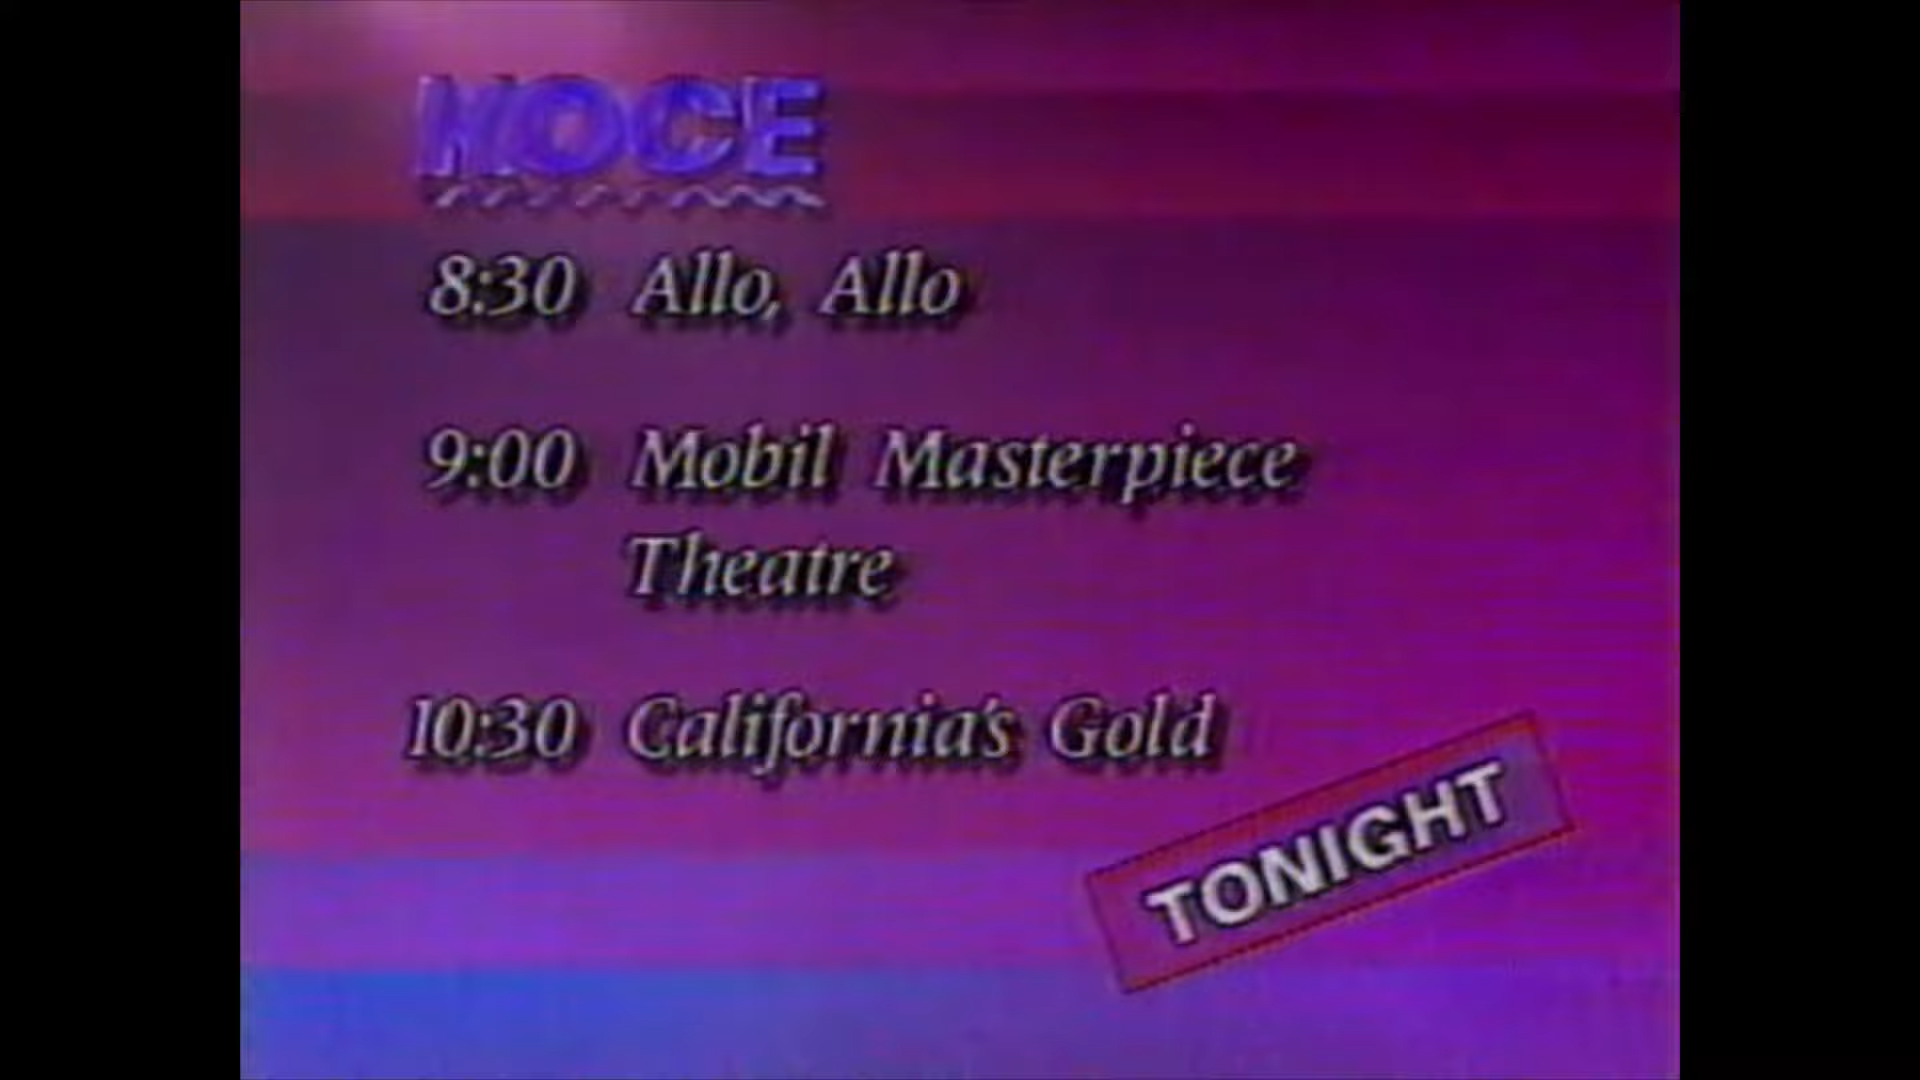 KOCE
8:30 Allo, Allo
9:00 Mobil Masterpiece
Theatre
10:30 California's Gold
TONIGHT